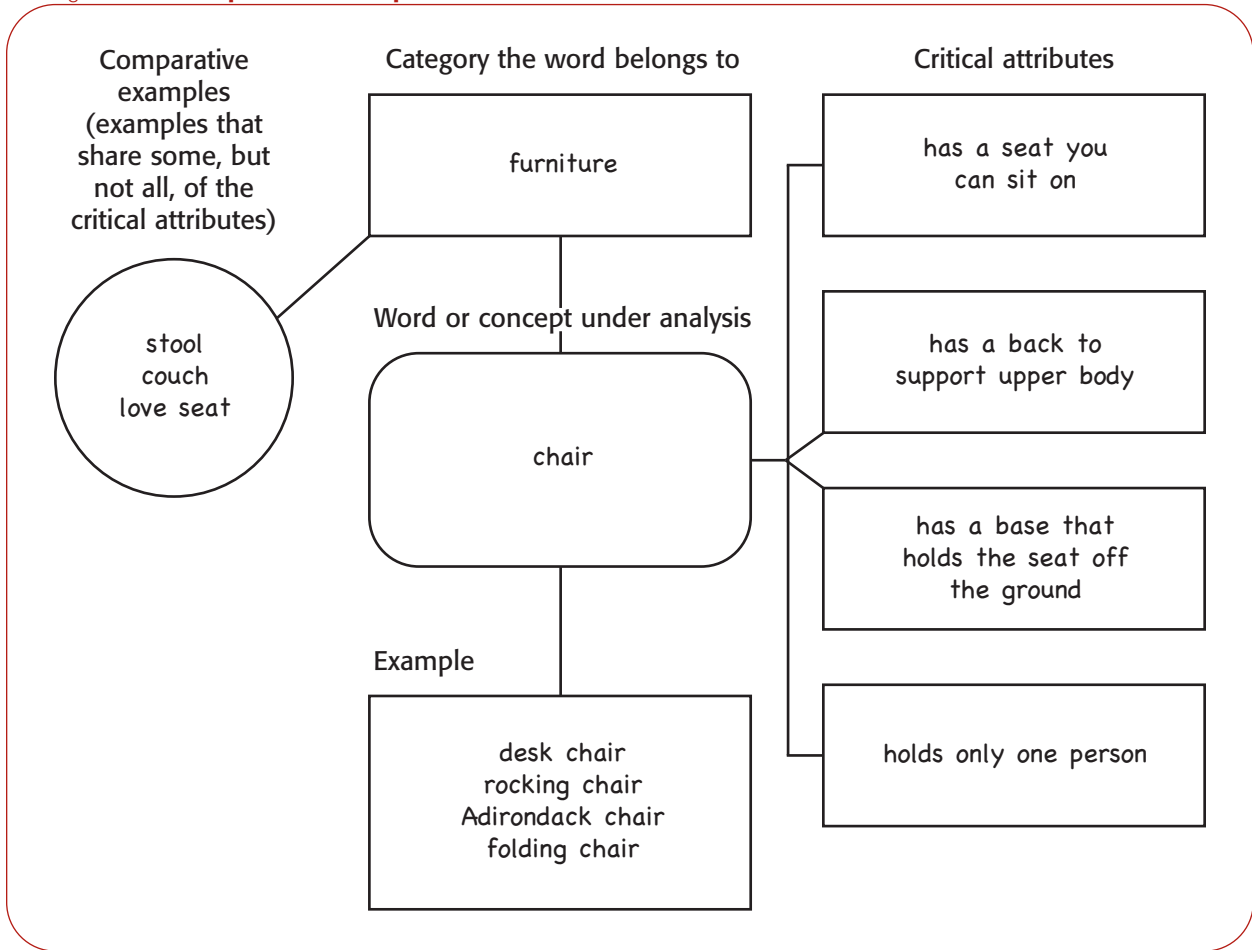 Comparative
examples
(examples that
share some, but
not all, of the
critical attributes)
stool
couch
love seat
Category the word belongs to
furniture
Word or concept under analysis
chair
Example
desk chair
rocking chair
Adirondack chair
folding chair
Critical attributes
has a seat you
can sit on
has a back to
support upper body
has a base that
holds the seat off
the ground
holds only one person